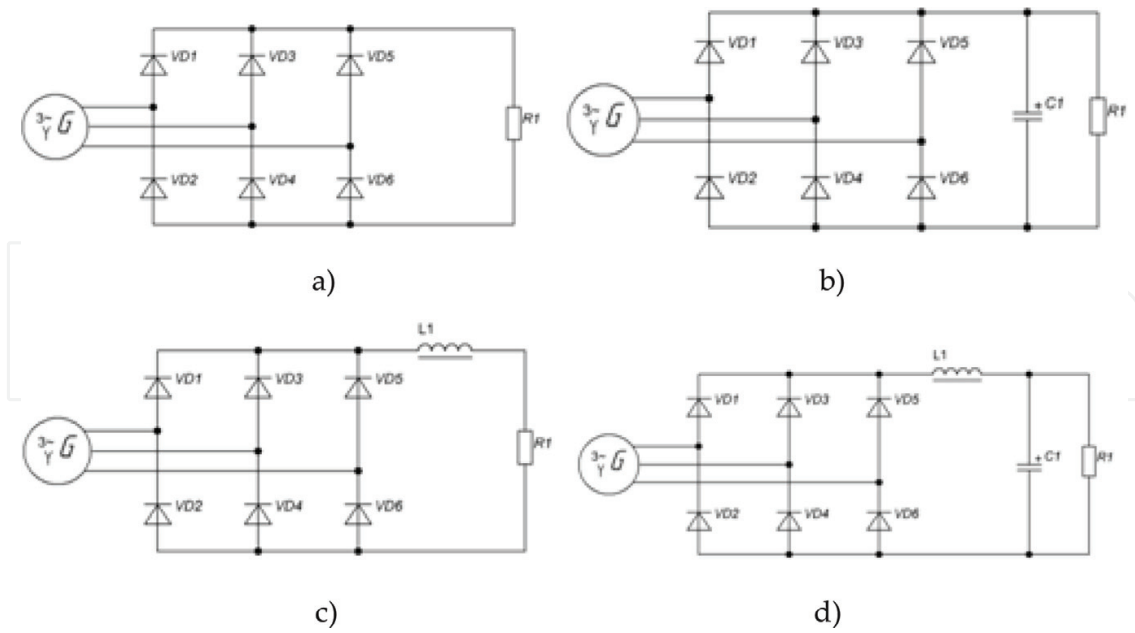 VD1 VD3 VD5
3~
Y G
R1
VD2 VD4 VD6
a)
VD1 VD3 VD5
3~
Y G
+ C1 R1
VD2 VD4 VD6
b)
L1
VD1 VD3 VD5
3~
Y G
R1
VD2 VD4 VD6
c)
L1
VD1 VD3 VD5
3~
Y G
+ C1 R1
VD2 VD4 VD6
d)